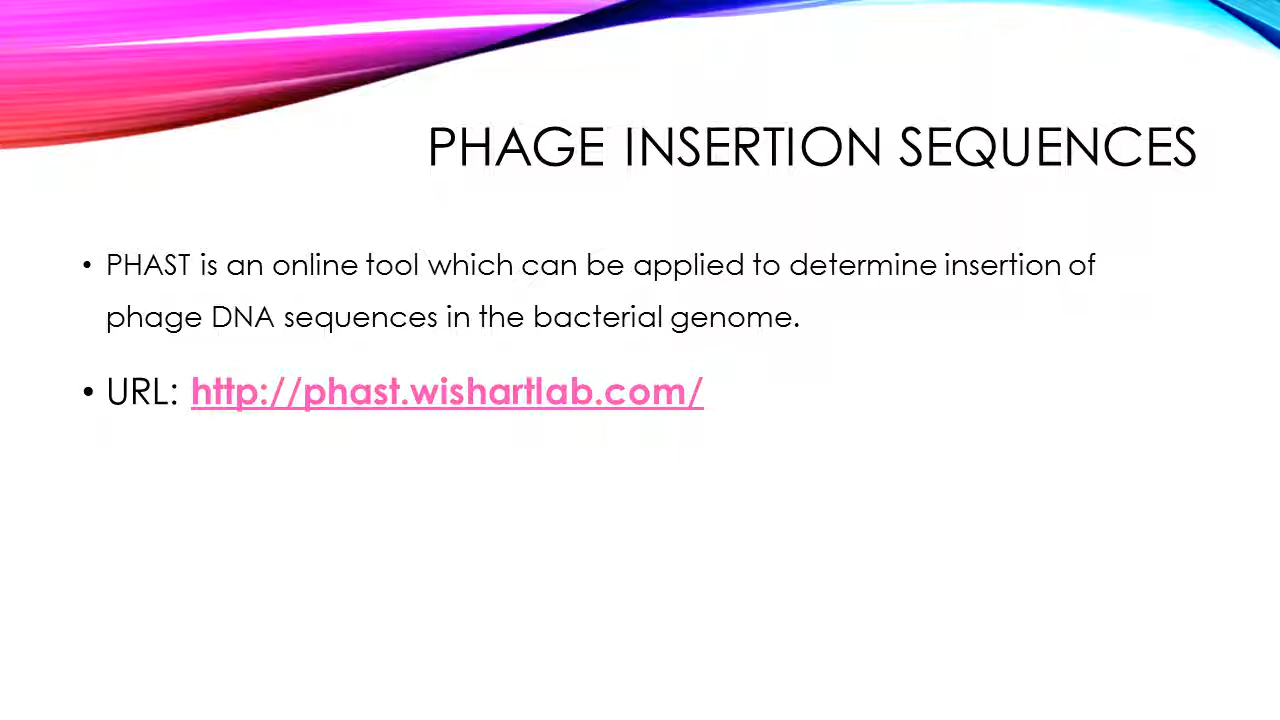 PHAGE INSERTION SEQUENCES
• PHAST is an online tool which can be applied to determine insertion of
phage DNA sequences in the bacterial genome.
• URL: http://phast.wishartlab.com/